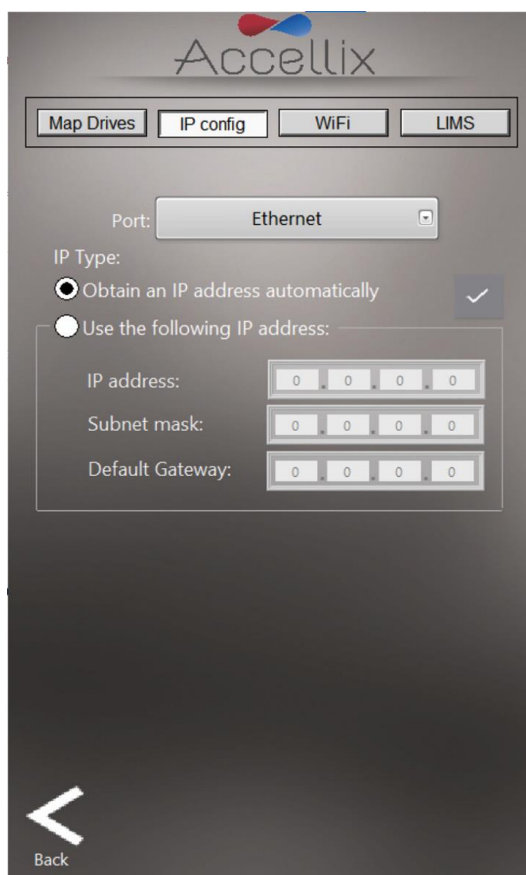 Accellix
Map Drives IP config WiFi LIMS
Port: Ethernet
IP Type:
Obtain an IP address automatically
Use the following IP address:
IP address: 0 . 0 . 0 . 0
Subnet mask: 0 . 0 . 0 . 0
Default Gateway: 0 . 0 . 0 . 0
Back